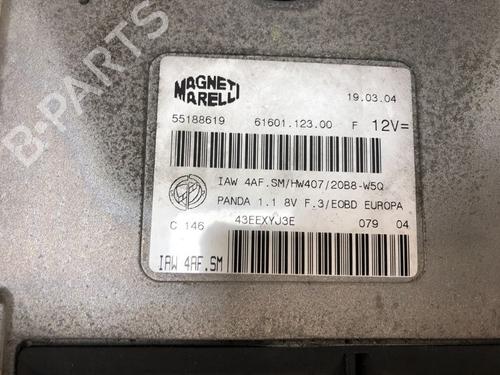 B-PARTS
MAGNETI
MARELLI
19.03.04
55188619 61601.123.00 F 12V=
IAW 4AF.SM/HW407/20B8-W5Q
PANDA 1.1 8V F.3/EOBD EUROPA
C 146 43EEXYJ3E 079 04
IAW 4AF.SM